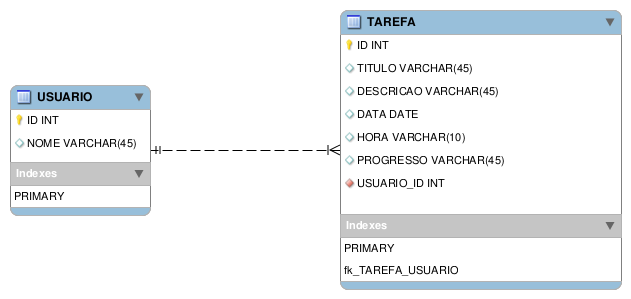 USUARIO
ID INT
NOME VARCHAR(45)
Indexes
PRIMARY
TAREFA
ID INT
TITULO VARCHAR(45)
DESCRICAO VARCHAR(45)
DATA DATE
HORA VARCHAR(10)
PROGRESSO VARCHAR(45)
USUARIO_ID INT
Indexes
PRIMARY
fk_TAREFA_USUARIO